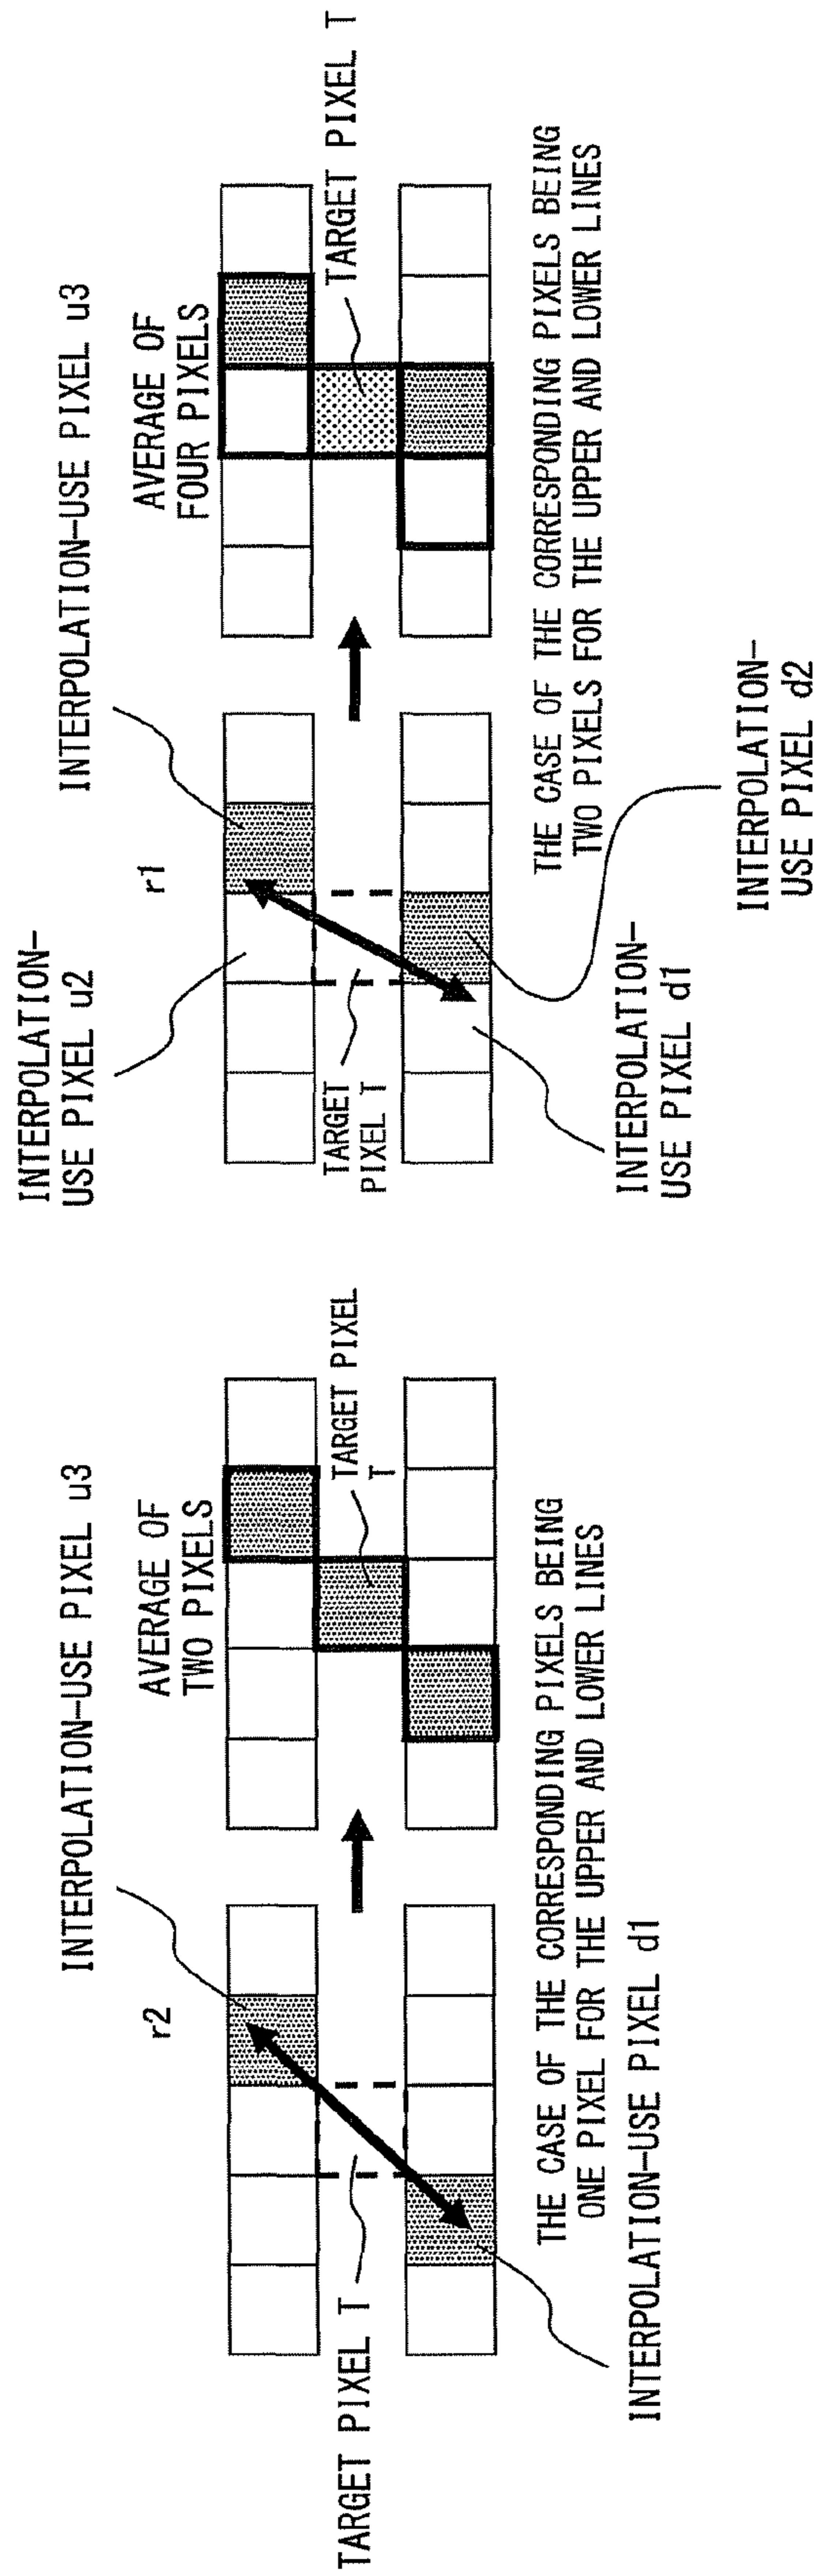 INTERPOLATION-USE PIXEL u3
r2
AVERAGE OF
TWO PIXELS
TARGET PIXEL T
TARGET PIXEL
T
THE CASE OF THE CORRESPONDING PIXELS BEING
ONE PIXEL FOR THE UPPER AND LOWER LINES
INTERPOLATION-USE PIXEL d1
INTERPOLATION-
USE PIXEL u2
INTERPOLATION-USE PIXEL u3
r1
AVERAGE OF
FOUR PIXELS
TARGET
PIXEL T
TARGET PIXEL T
THE CASE OF THE CORRESPONDING PIXELS BEING
TWO PIXELS FOR THE UPPER AND LOWER LINES
INTERPOLATION-
USE PIXEL d1
INTERPOLATION-
USE PIXEL d2